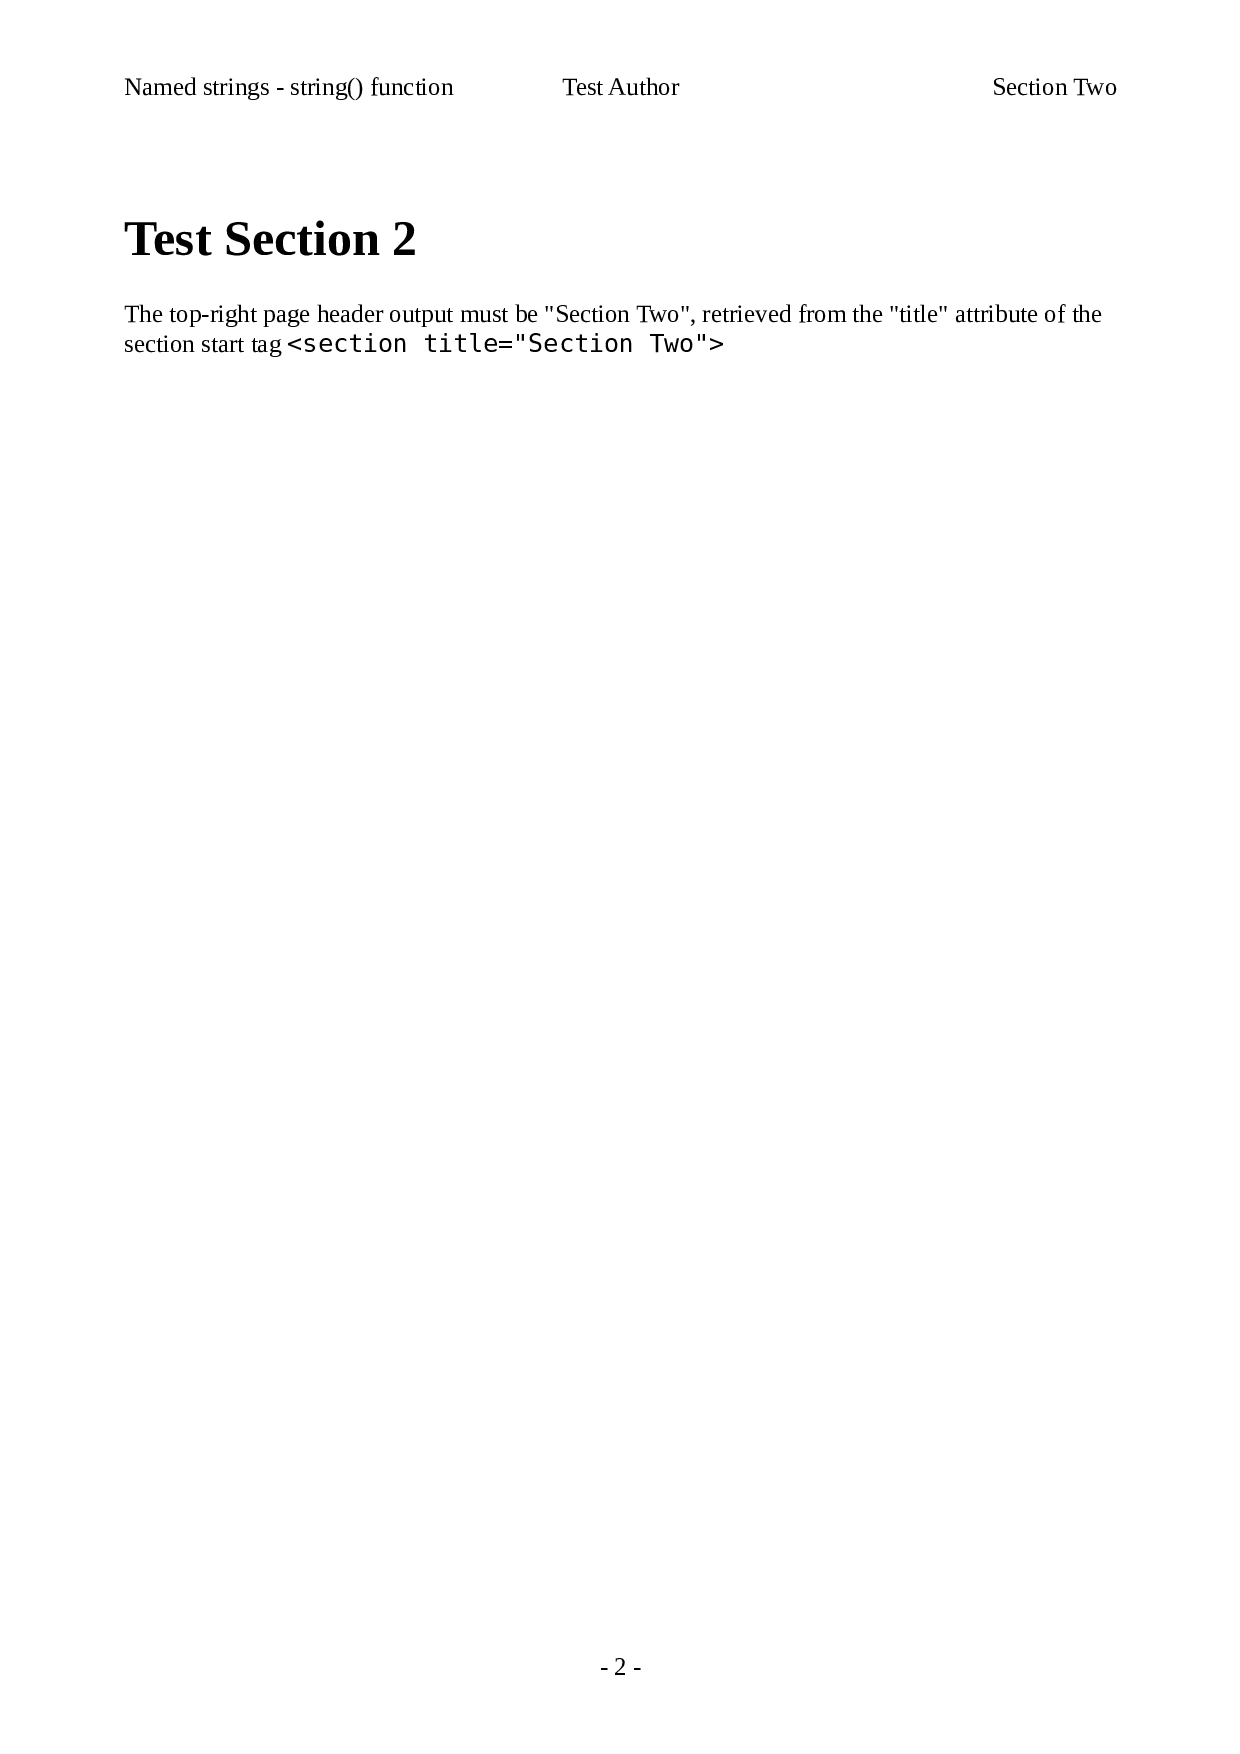 Named strings - string() function Test Author Section Two
Test Section 2
The top-right page header output must be "Section Two", retrieved from the "title" attribute of the
section start tag <section title="Section Two">
- 2 -